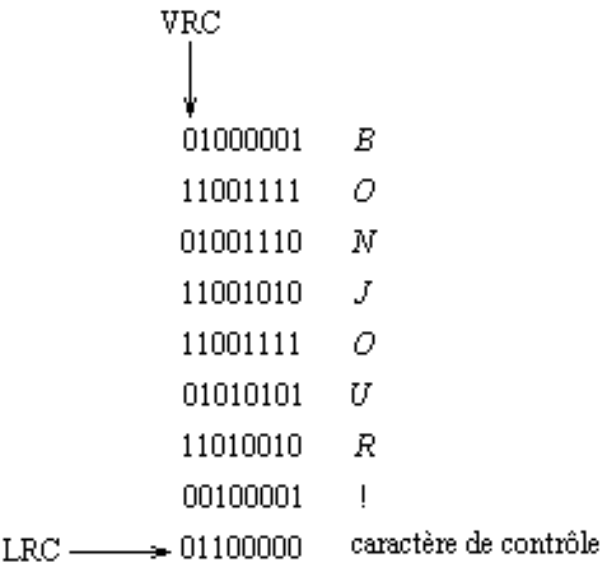 VRC
01000001 B
11001111 O
01001110 N
11001010 J
11001111 O
01010101 U
11010010 R
00100001 !
LRC 01100000 caractère de contrôle